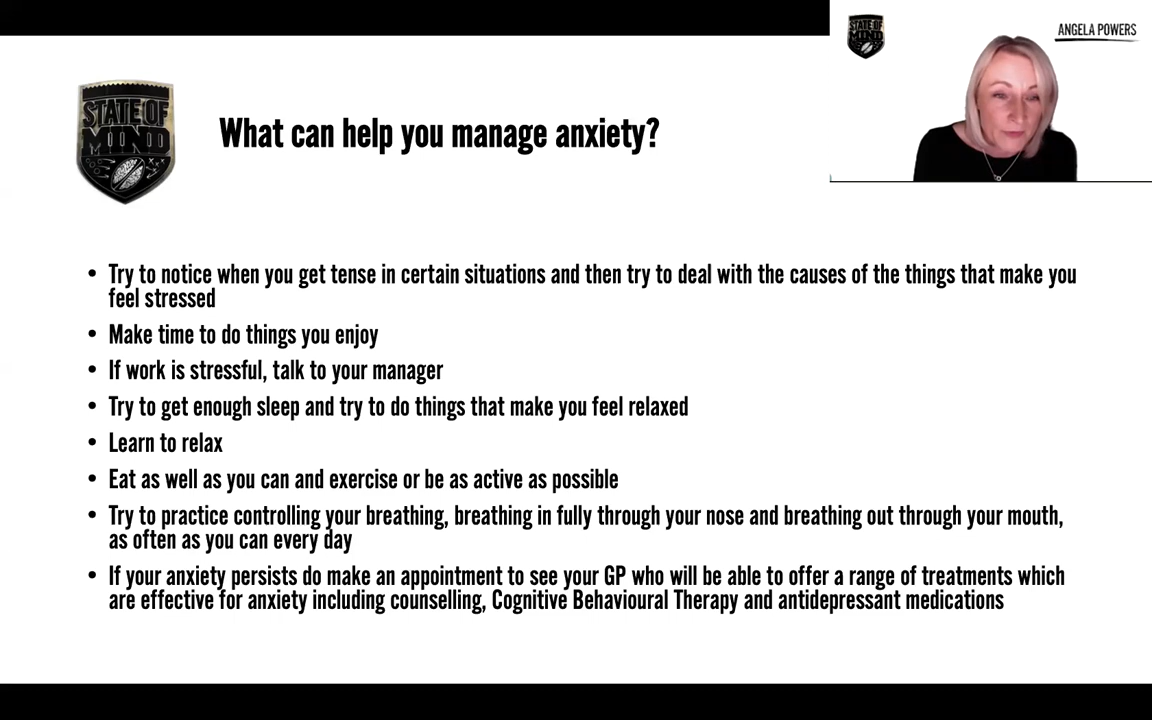 STATE OF
MIND
ANGELA POWERS
STATE OF
MIND
What can help you manage anxiety?
• Try to notice when you get tense in certain situations and then try to deal with the causes of the things that make you
feel stressed
• Make time to do things you enjoy
• If work is stressful, talk to your manager
• Try to get enough sleep and try to do things that make you feel relaxed
• Learn to relax
• Eat as well as you can and exercise or be as active as possible
• Try to practice controlling your breathing, breathing in fully through your nose and breathing out through your mouth,
as often as you can every day
• If your anxiety persists do make an appointment to see your GP who will be able to offer a range of treatments which
are effective for anxiety including counselling, Cognitive Behavioural Therapy and antidepressant medications